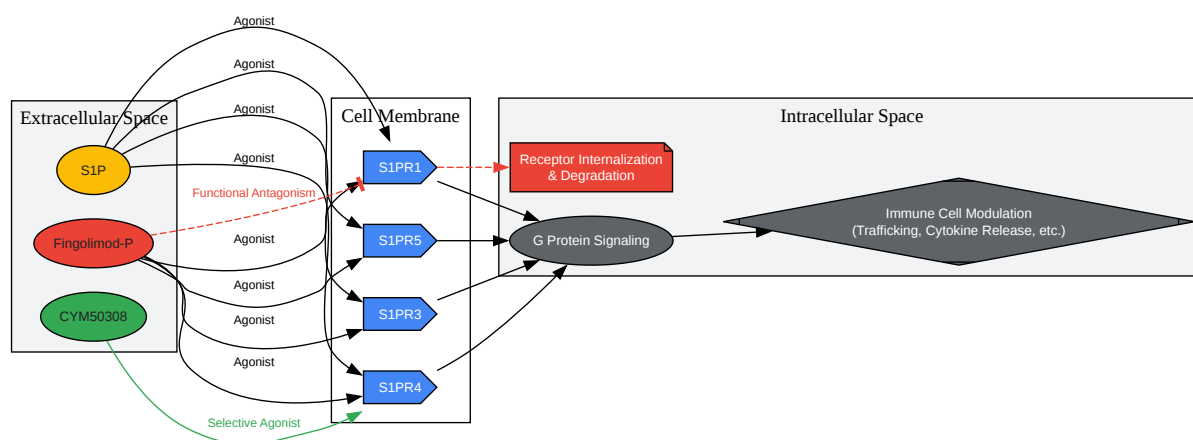 Agonist
Agonist
Agonist
Agonist
Functional Antagonism
Agonist
Agonist
Agonist
Agonist
Selective Agonist
Extracellular Space
S1P
Fingolimod-P
CYM50308
Cell Membrane
S1PR1
S1PR5
S1PR3
S1PR4
Intracellular Space
Receptor Internalization
& Degradation
G Protein Signaling
Immune Cell Modulation
(Trafficking, Cytokine Release, etc.)